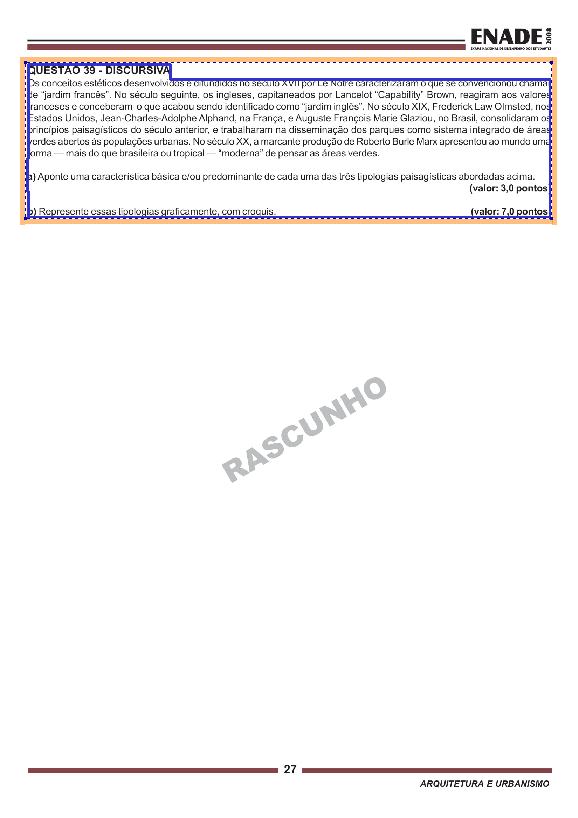 ENADE 2008
EXAME NACIONAL DE DESEMPENHO DOS ESTUDANTES
QUESTÃO 39 - DISCURSIVA
Os conceitos estéticos desenvolvidos e difundidos no século XVII por Le Nôtre caracterizaram o que se convencionou chamar
de “jardim francês”. No século seguinte, os ingleses, capitaneados por Lancelot “Capability” Brown, reagiram aos valores
franceses e conceberam o que acabou sendo identificado como “jardim inglês”. No século XIX, Frederick Law Olmsted, nos
Estados Unidos, Jean-Charles-Adolphe Alphand, na França, e Auguste François Marie Glaziou, no Brasil, consolidaram os
princípios paisagísticos do século anterior, e trabalharam na disseminação dos parques como sistema integrado de áreas
verdes abertos às populações urbanas. No século XX, a marcante produção de Roberto Burle Marx apresentou ao mundo uma
forma — mais do que brasileira ou tropical — “moderna” de pensar as áreas verdes.
a) Aponte uma característica básica e/ou predominante de cada uma das três tipologias paisagísticas abordadas acima.
(valor: 3,0 pontos
b) Represente essas tipologias graficamente, com croquis. (valor: 7,0 pontos
RASCUNHO
27
ARQUITETURA E URBANISMO